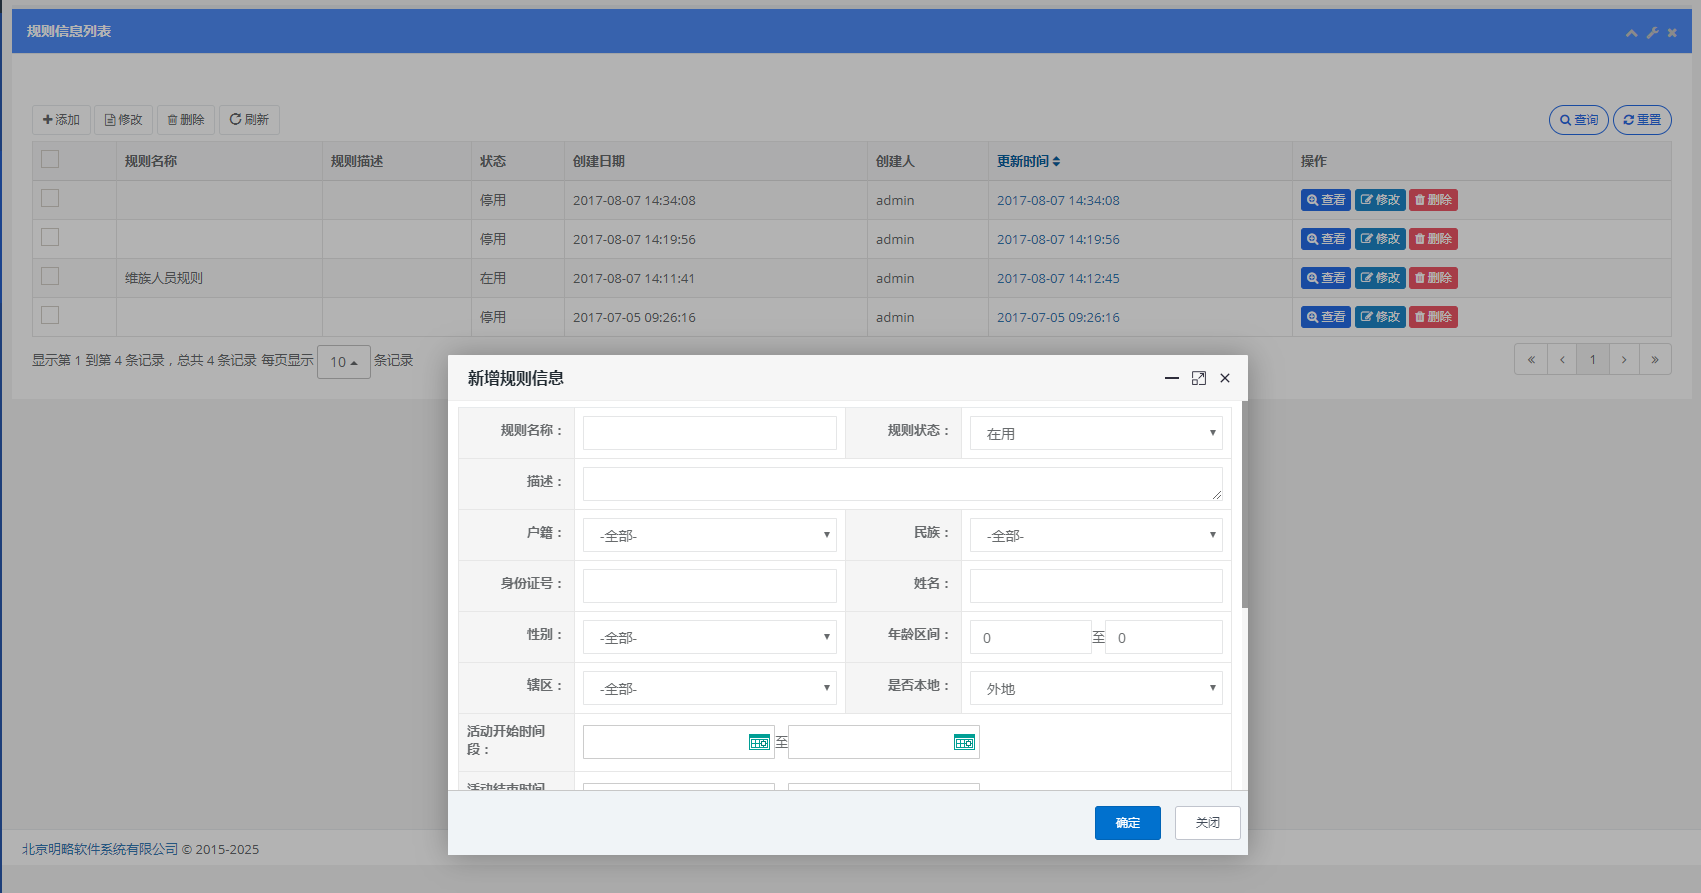 规则信息列表
添加 修改 删除 刷新 查询 重置
规则名称 规则描述 状态 创建日期 创建人 更新时间 操作
停用 2017-08-07 14:34:08 admin 2017-08-07 14:34:08 查看 修改 删除
停用 2017-08-07 14:19:56 admin 2017-08-07 14:19:56 查看 修改 删除
维族人员规则 在用 2017-08-07 14:11:41 admin 2017-08-07 14:12:45 查看 修改 删除
停用 2017-07-05 09:26:16 admin 2017-07-05 09:26:16 查看 修改 删除
显示第 1 到第 4 条记录，总共 4 条记录 每页显示 10 条记录 « ‹ 1 › »
新增规则信息
规则名称： 规则状态： 在用
描述：
户籍： -全部- 民族： -全部-
身份证号： 姓名：
性别： -全部- 年龄区间： 0 至 0
辖区： -全部- 是否本地： 外地
活动开始时间
段： 至
活动结束时间
确定 关闭
北京明略软件系统有限公司 © 2015-2025